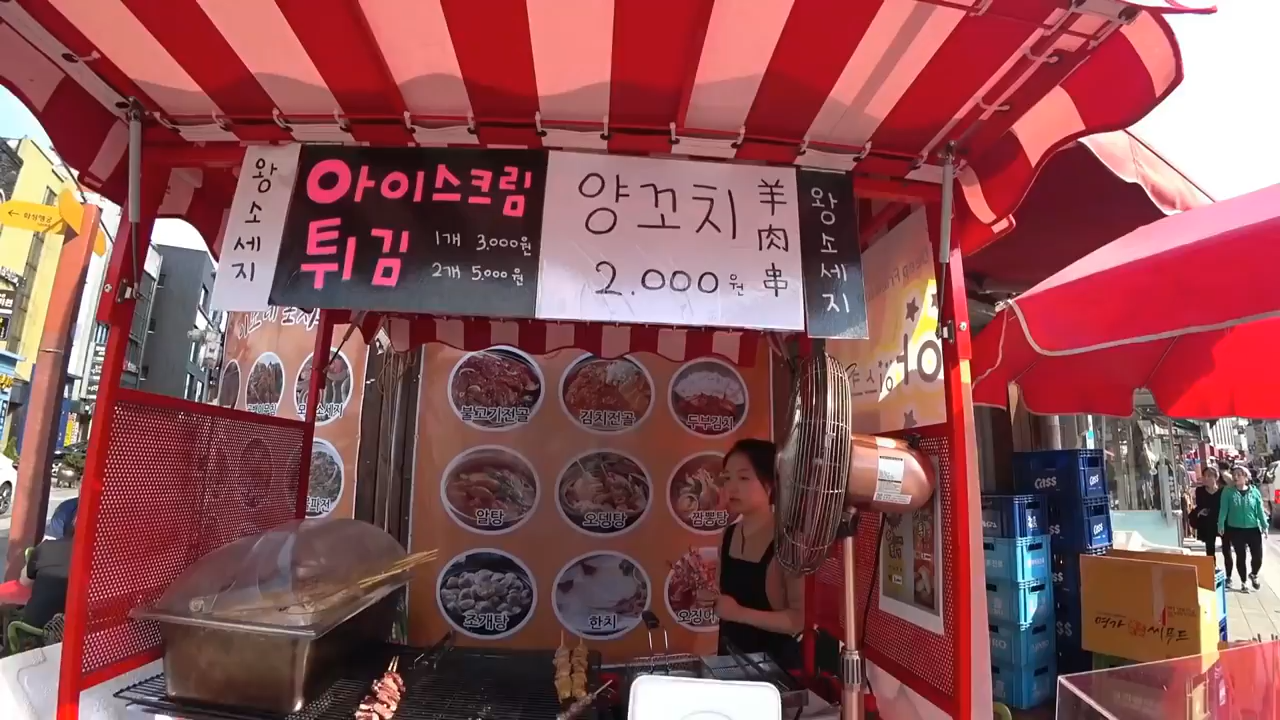 왕소세지
아이스크림
튀김
1개 3.000원
2개 5.000원
양꼬치
2.000원
羊肉串
왕소세지
불고기전골
김치전골
두부김치
알탕
오뎅탕
짬뽕탕
조개탕
한치
오징어
Cass
Cass